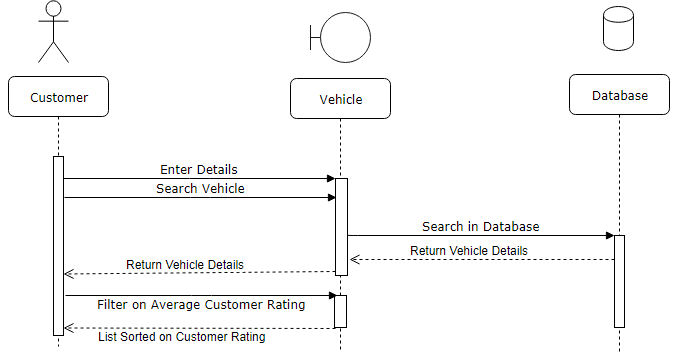 Customer
Vehicle
Database
Enter Details
Search Vehicle
Search in Database
Return Vehicle Details
Return Vehicle Details
Filter on Average Customer Rating
List Sorted on Customer Rating